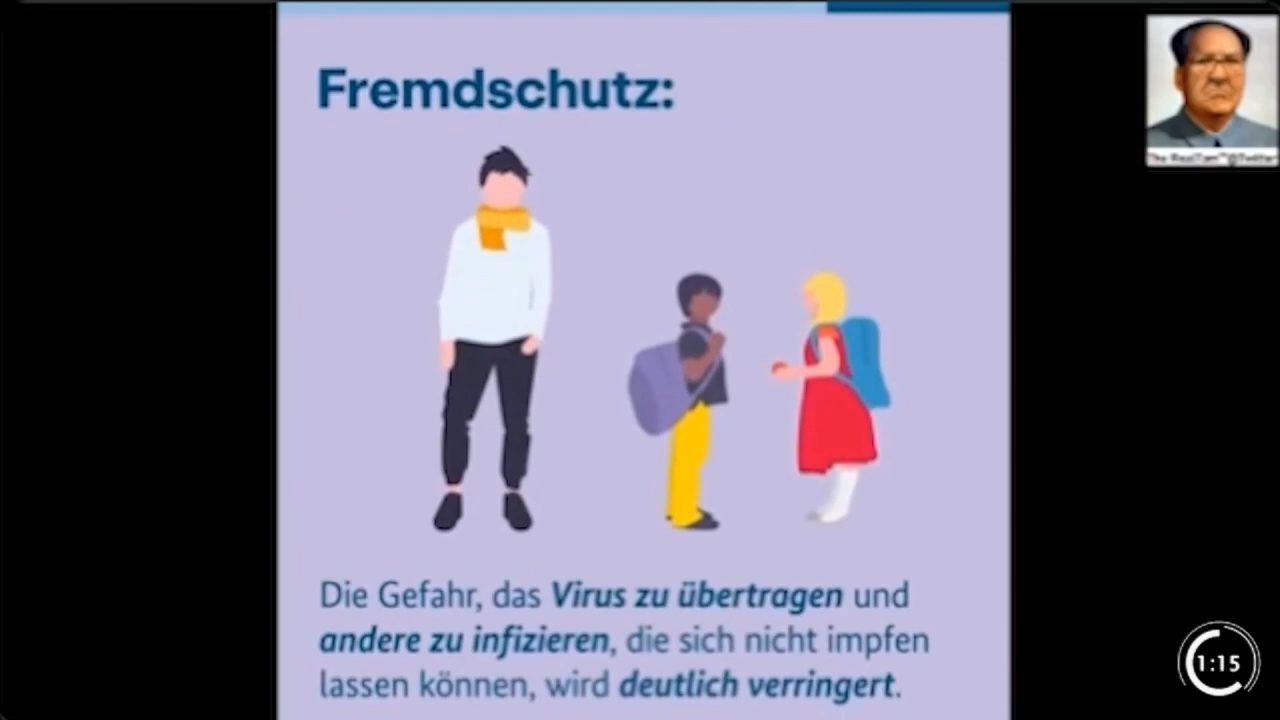 Fremdschutz:
Die Gefahr, das Virus zu übertragen und
andere zu infizieren, die sich nicht impfen
lassen können, wird deutlich verringert.
1:15